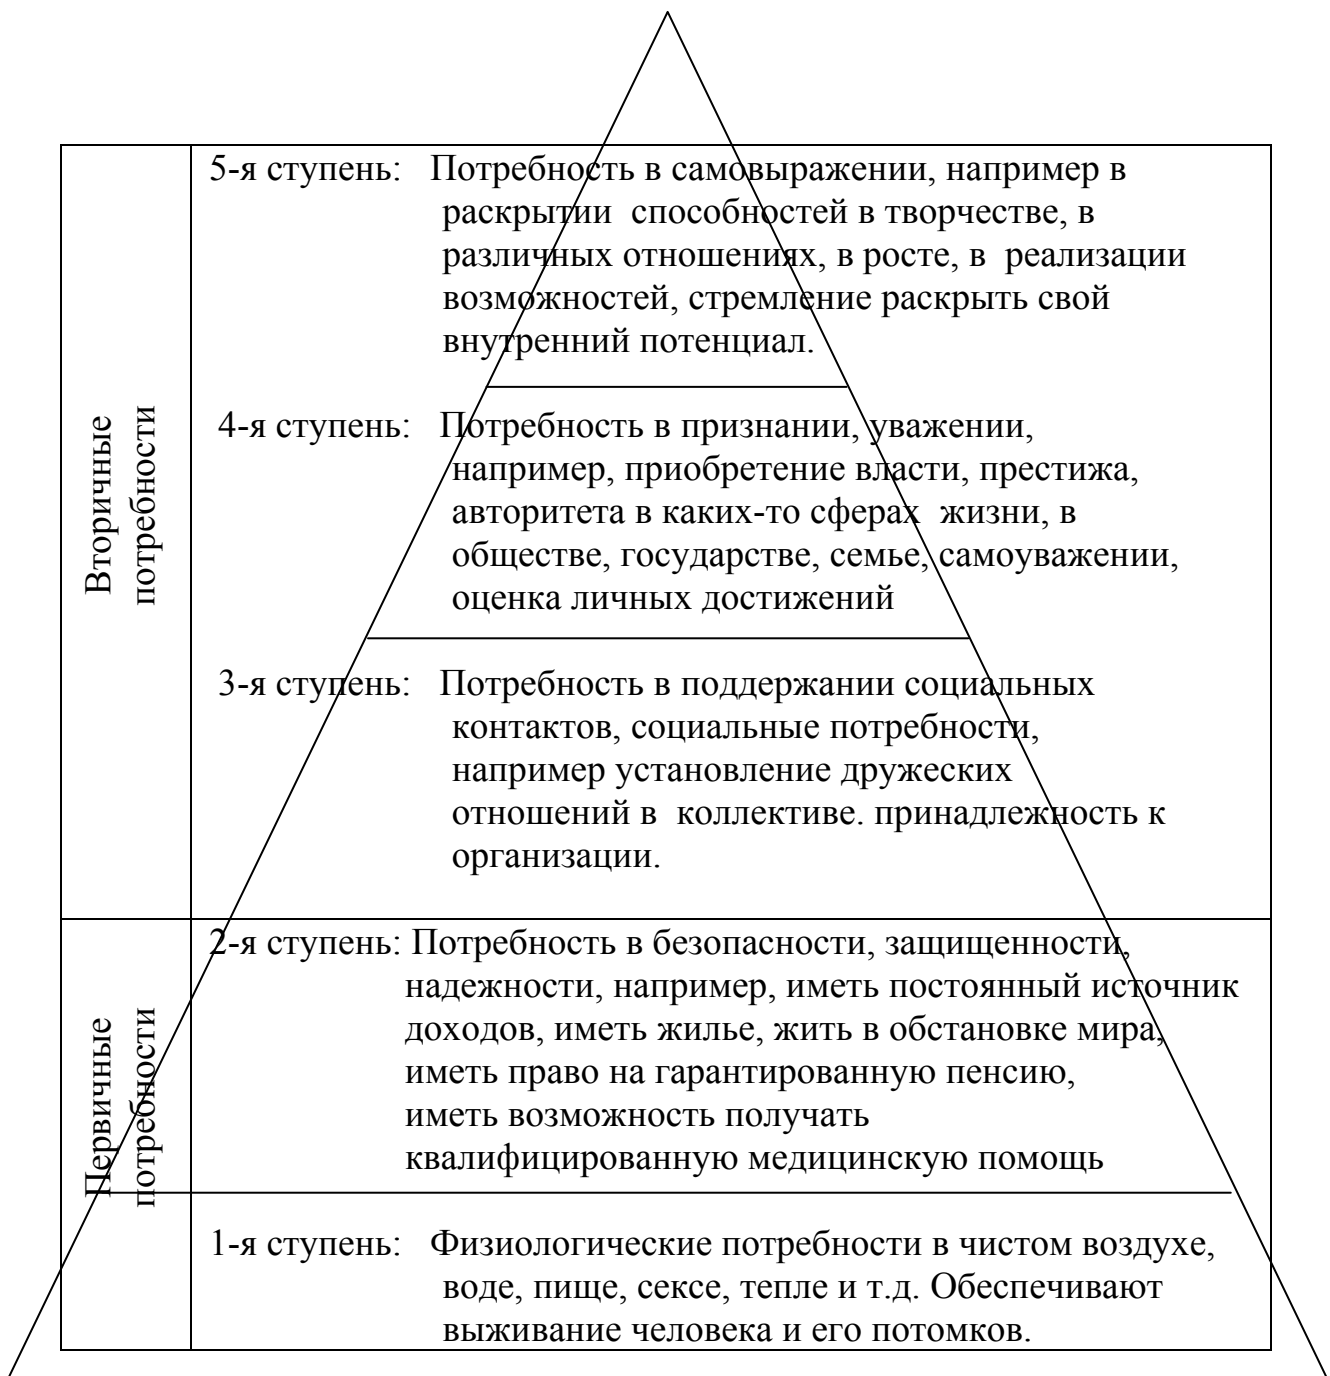 Вторичные
потребности
5-я ступень: Потребность в самовыражении, например в
раскрытии способностей в творчестве, в
различных отношениях, в росте, в реализации
возможностей, стремление раскрыть свой
внутренний потенциал.
4-я ступень: Потребность в признании, уважении,
например, приобретение власти, престижа,
авторитета в каких-то сферах жизни, в
обществе, государстве, семье, самоуважении,
оценка личных достижений
3-я ступень: Потребность в поддержании социальных
контактов, социальные потребности,
например установление дружеских
отношений в коллективе. принадлежность к
организации.
Первичные
потребности
2-я ступень: Потребность в безопасности, защищенности,
надежности, например, иметь постоянный источник
доходов, иметь жилье, жить в обстановке мира,
иметь право на гарантированную пенсию,
иметь возможность получать
квалифицированную медицинскую помощь
1-я ступень: Физиологические потребности в чистом воздухе,
воде, пище, сексе, тепле и т.д. Обеспечивают
выживание человека и его потомков.